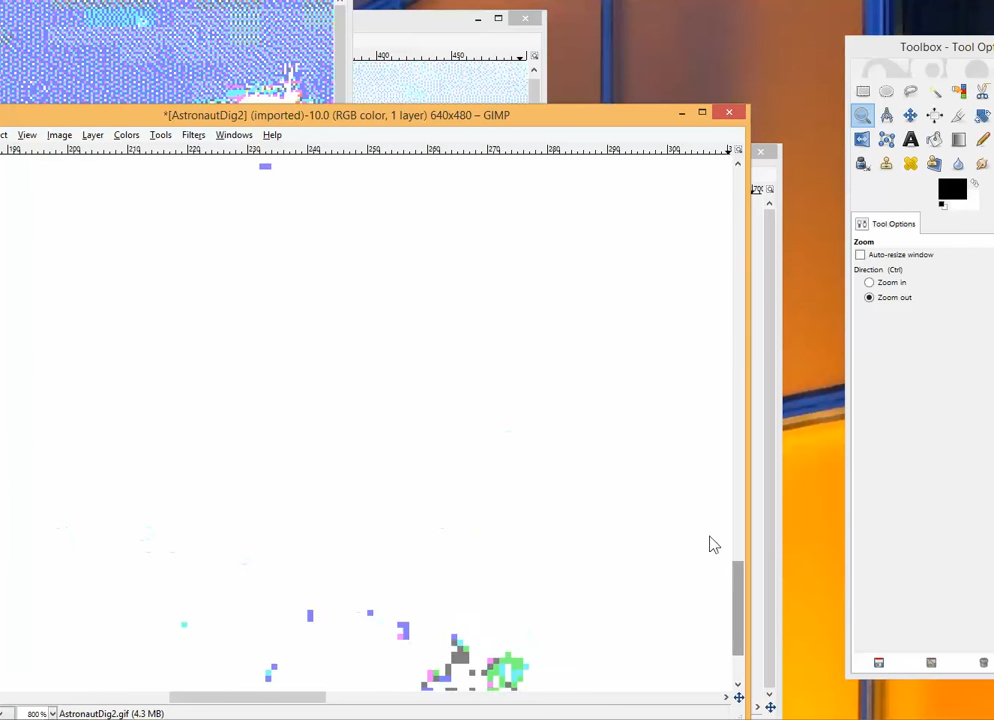 400 450
*[AstronautDig2] (imported)-10.0 (RGB color, 1 layer) 640x480 – GIMP
ct View Image Layer Colors Tools Filters Windows Help
Toolbox - Tool Opt
Tool Options
Zoom
Auto-resize window
Direction (Ctrl)
Zoom in
Zoom out
800 % AstronautDig2.gif (4.3 MB)